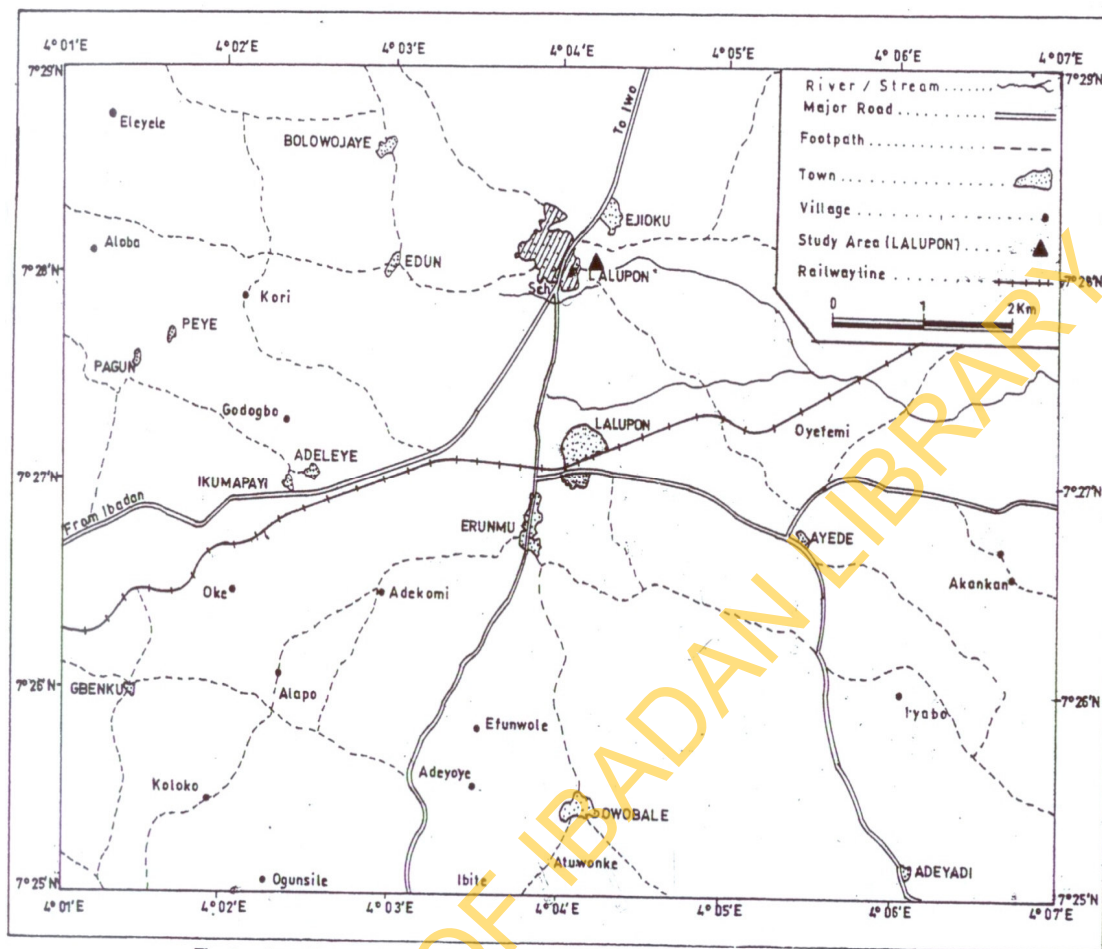 4°01'E 4°02'E 4°03'E 4°04'E 4°05'E 4°06'E 4°07'E
7°29'N
7°29'N
River / Stream
Major Road
Footpath
Town
Village
Study Area (LALUPON)
Railwayline
0 1 2Km
To Iwo
Eleyele
BOLOWOJAYE
EJIOKU
Aloba
EDUN
LALUPON
Sch
7°28'N
7°28'N
Kori
PEYE
PAGUN
Godogbo
LALUPON
Oyetemi
ADELEYE
IKUMAPAYI
7°27'N
7°27'N
From Ibadan
ERUNMU
AYEDE
Oke
Adekomi
Akankan
7°26'N
7°26'N
GBENKU
Alapo
Iyabo
Efunwole
Koloko
Adeyoye
OWOBALE
Atuwonke
ADEYADI
Ogunsile
Ibite
7°25'N
7°25'N
4°01'E 4°02'E 4°03'E 4°04'E 4°05'E 4°06'E 4°07'E
OF IBADAN LIBRARY